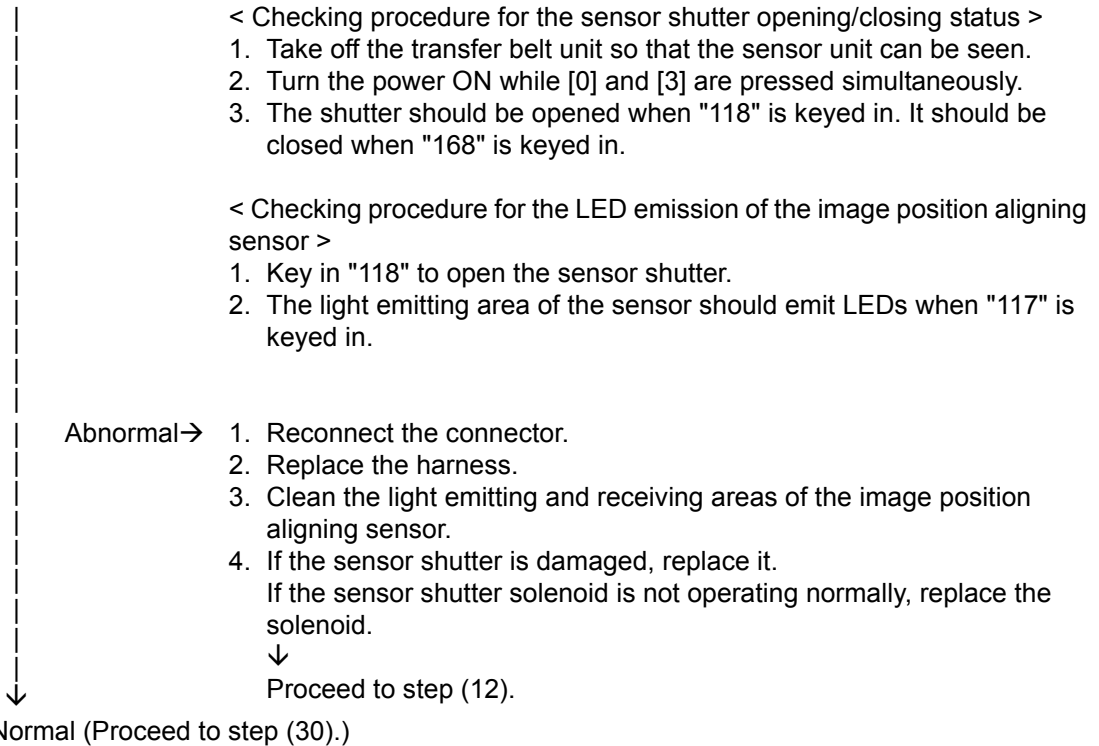 < Checking procedure for the sensor shutter opening/closing status >
1. Take off the transfer belt unit so that the sensor unit can be seen.
2. Turn the power ON while [0] and [3] are pressed simultaneously.
3. The shutter should be opened when "118" is keyed in. It should be
closed when "168" is keyed in.
< Checking procedure for the LED emission of the image position aligning
sensor >
1. Key in "118" to open the sensor shutter.
2. The light emitting area of the sensor should emit LEDs when "117" is
keyed in.
Abnormal→ 1. Reconnect the connector.
2. Replace the harness.
3. Clean the light emitting and receiving areas of the image position
aligning sensor.
4. If the sensor shutter is damaged, replace it.
If the sensor shutter solenoid is not operating normally, replace the
solenoid.
↓
Proceed to step (12).
Normal (Proceed to step (30).)